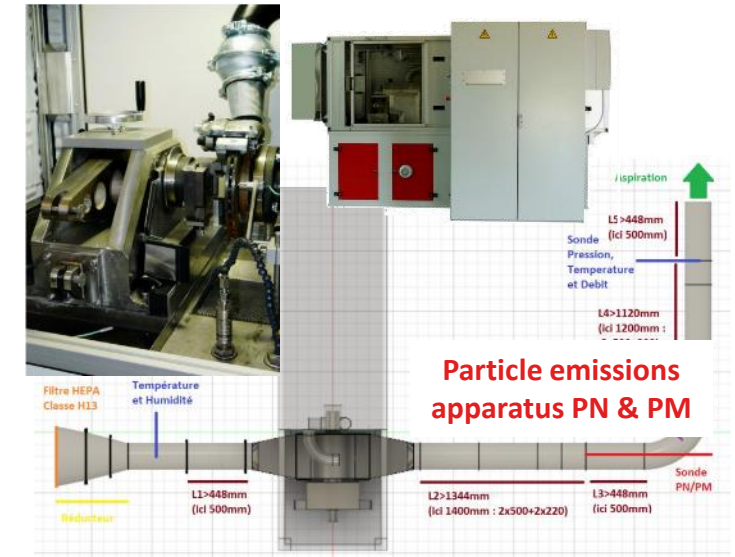 Aspiration
L5>448mm
(ici 500mm)
Sonde
Pression,
Temperature
et Debit
L4>1120mm
(ici 1200mm :
Particle emissions
apparatus PN & PM
Filtre HEPA
Classe H13
Température
et Humidité
Réducteur
L1>448mm
(ici 500mm)
L2>1344mm
(ici 1400mm : 2x500+2x220)
L3>448mm
(ici 500mm)
Sonde
PN/PM